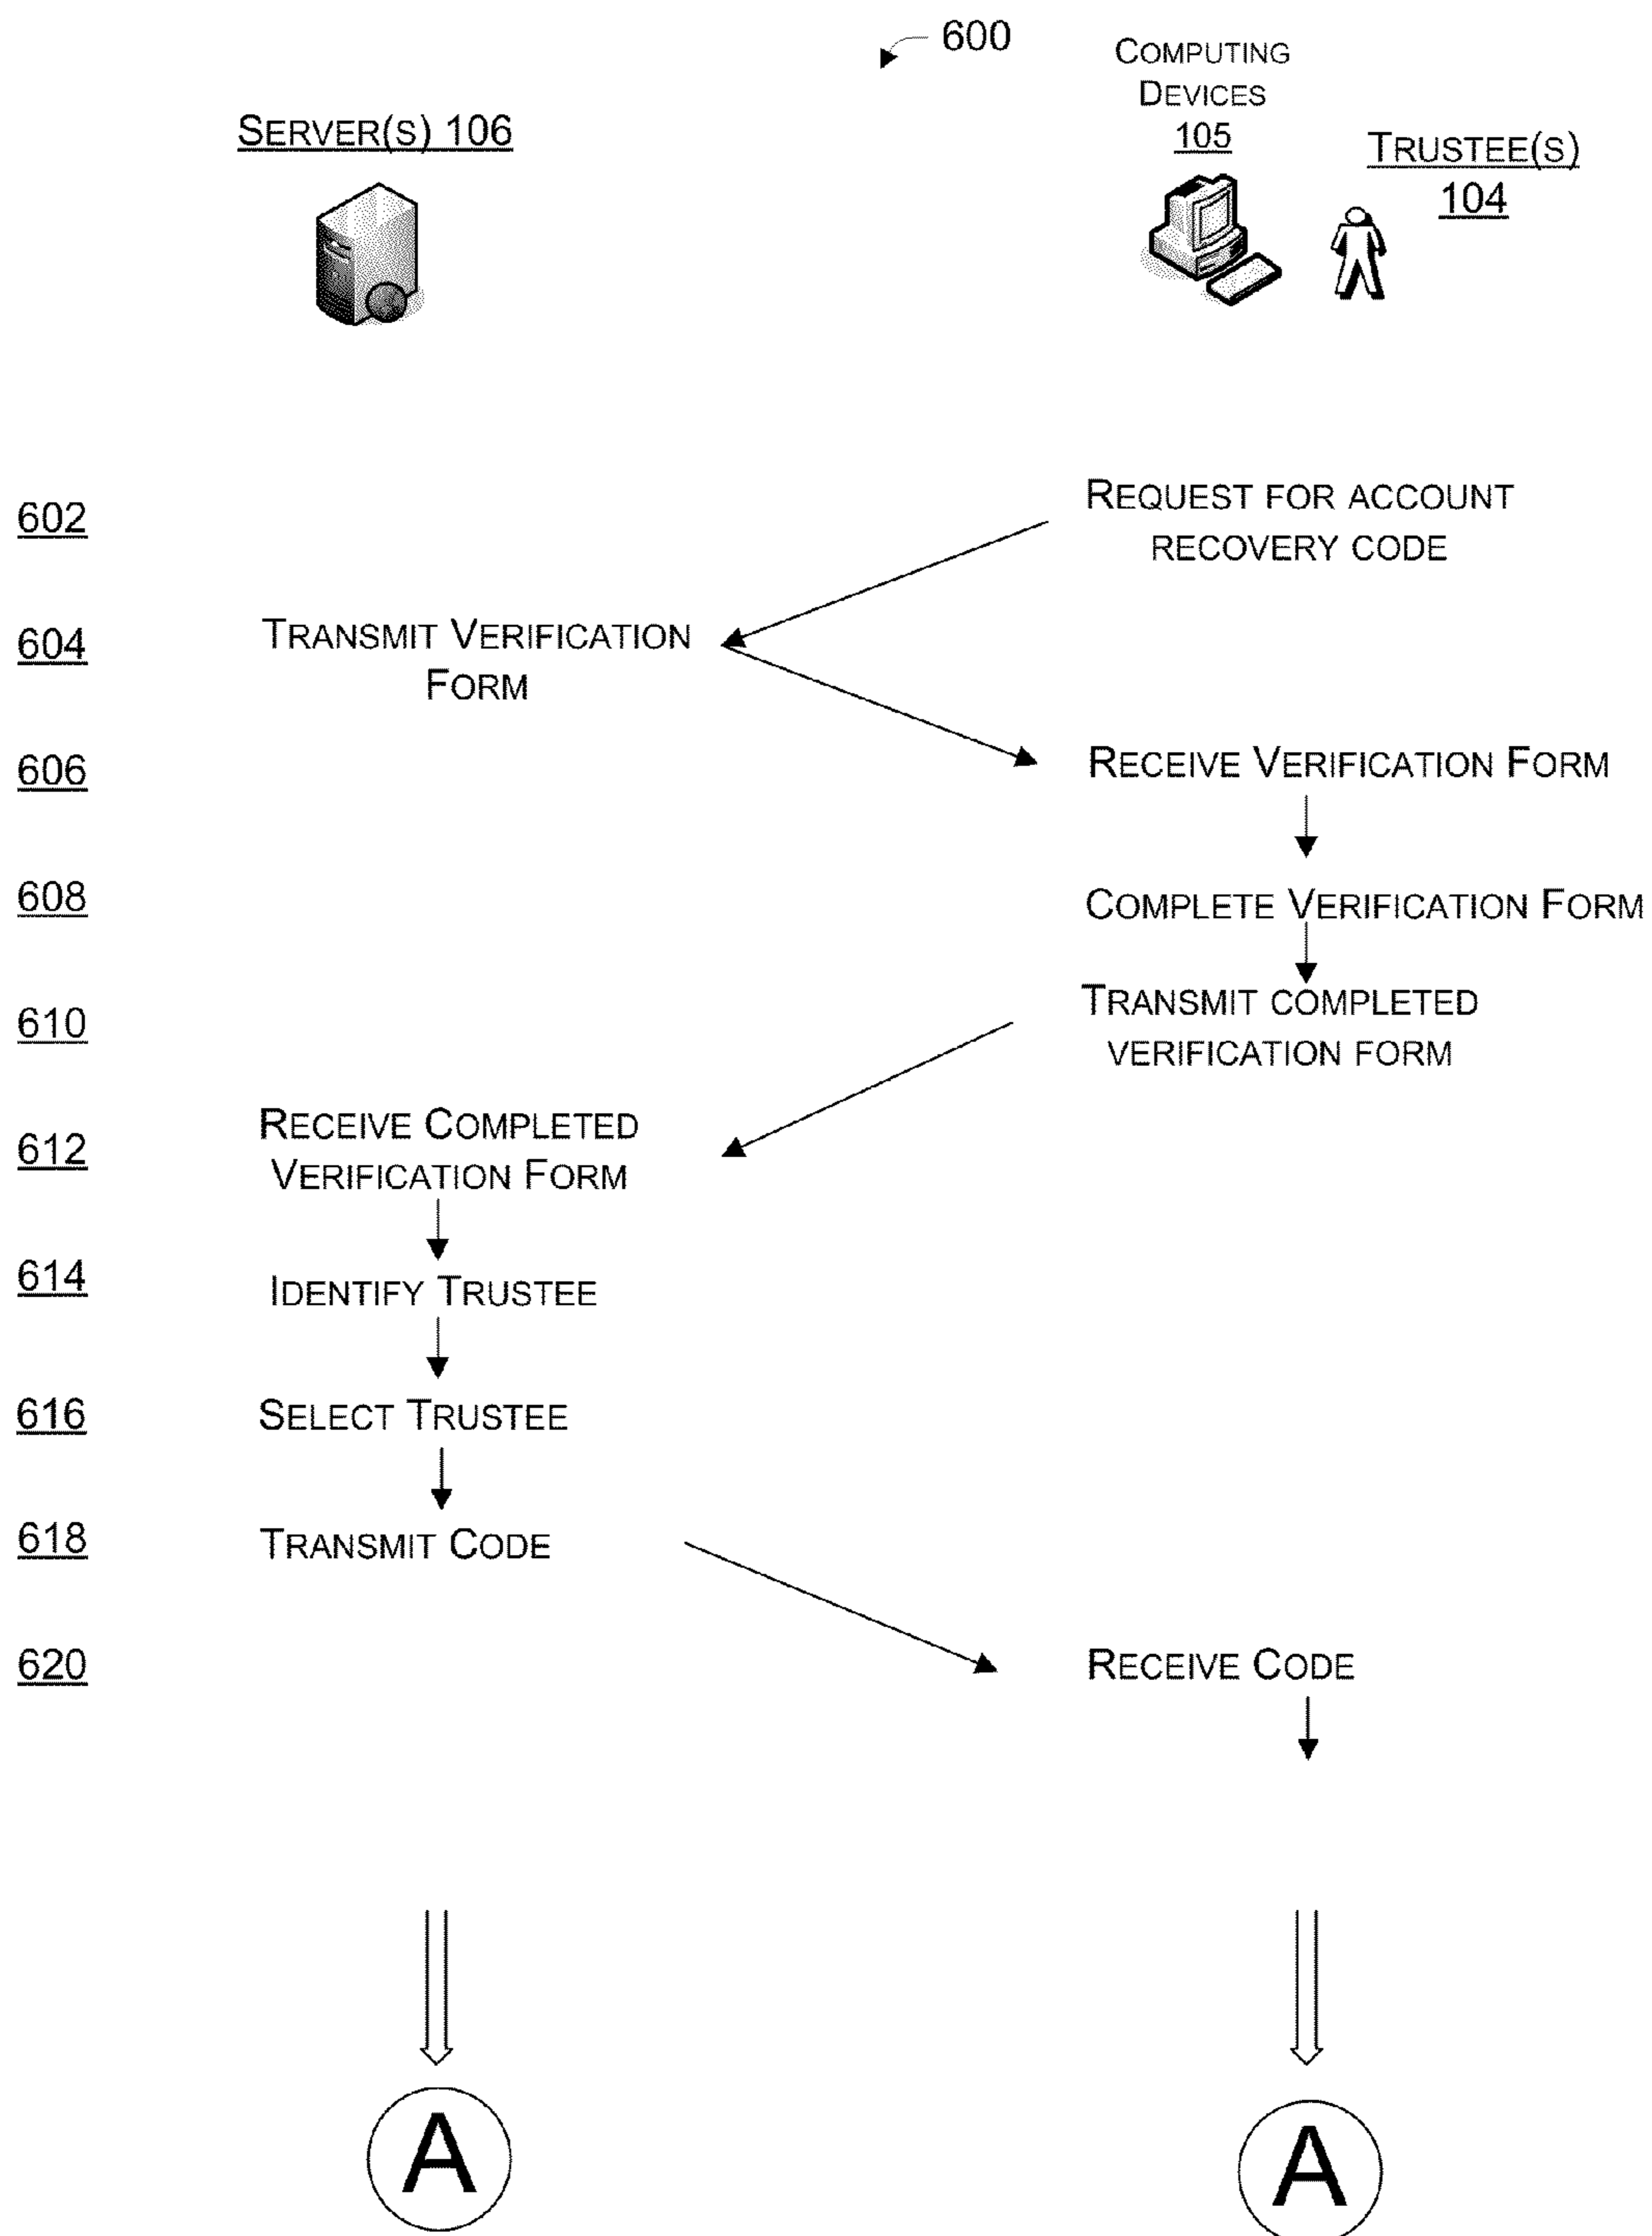 600
COMPUTING
DEVICES
105
SERVER(S) 106
TRUSTEE(S)
104
602
REQUEST FOR ACCOUNT
RECOVERY CODE
604
TRANSMIT VERIFICATION
FORM
606
RECEIVE VERIFICATION FORM
608
COMPLETE VERIFICATION FORM
610
TRANSMIT COMPLETED
VERIFICATION FORM
612
RECEIVE COMPLETED
VERIFICATION FORM
614
IDENTIFY TRUSTEE
616
SELECT TRUSTEE
618
TRANSMIT CODE
620
RECEIVE CODE
A
A